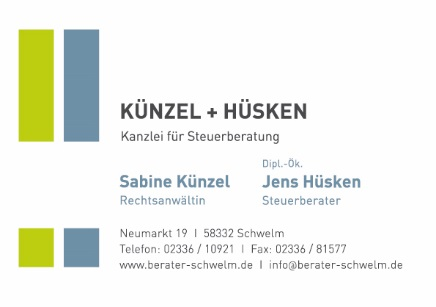 KÜNZEL + HÜSKEN
Kanzlei für Steuerberatung
Sabine Künzel
Rechtsanwältin
Dipl.-Ök.
Jens Hüsken
Steuerberater
Neumarkt 19 | 58332 Schwelm
Telefon: 02336 / 10921 | Fax: 02336 / 81577
www.berater-schwelm.de | info@berater-schwelm.de